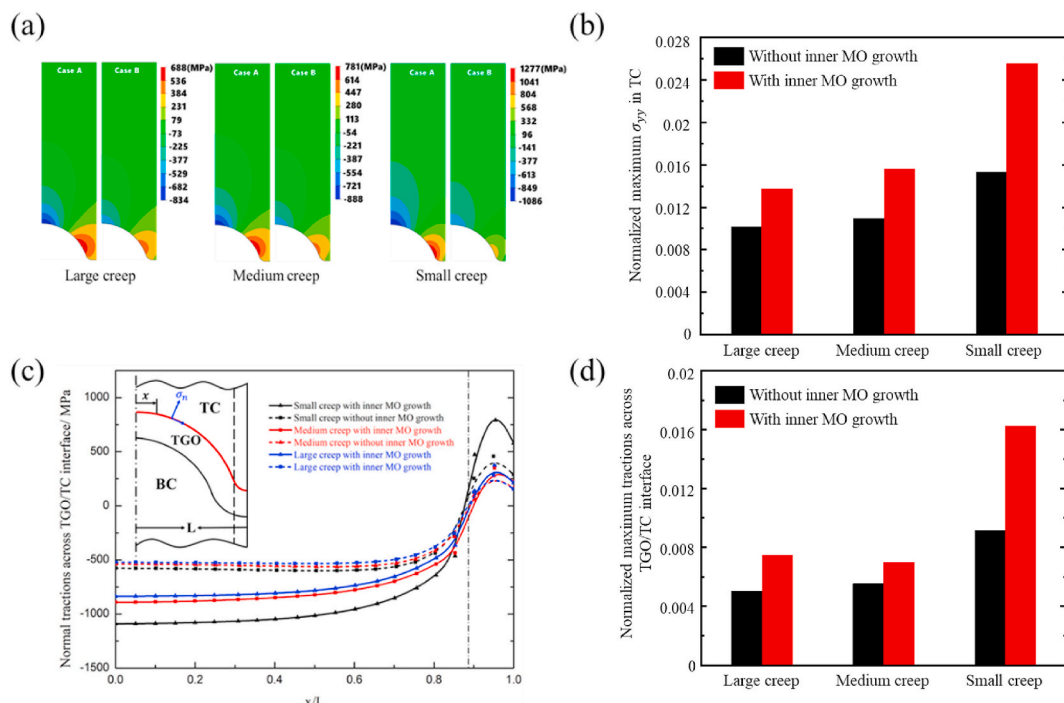 (a)
Case A
Case B
688(MPa)
536
384
231
79
-73
-225
-377
-529
-682
-834
Large creep
Case A
Case B
781(MPa)
614
447
280
113
-54
-221
-387
-554
-721
-888
Medium creep
Case A
Case B
1277(MPa)
1041
804
568
332
96
-141
-377
-613
-849
-1086
Small creep
(b)
Normalized maximum σyy in TC
0.028
0.024
0.016
0.012
0.008
0.004
0
Without inner MO growth
With inner MO growth
Large creep
Medium creep
Small creep
(c)
Normal tractions across TGO/TC interface/ MPa
1000
500
0
-500
-1000
-1500
x
σn
TC
TGO
BC
L
Small creep with inner MO growth
Small creep without inner MO growth
Medium creep with inner MO growth
Medium creep without inner MO growth
Large creep with inner MO growth
Large creep with inner MO growth
0.0
0.2
0.4
0.6
0.8
1.0
x/L
(d)
Normalized maximum tractions across
TGO/TC interface
0.02
0.016
0.008
0.004
0
Without inner MO growth
With inner MO growth
Large creep
Medium creep
Small creep